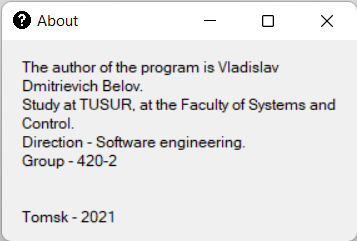 About
The author of the program is Vladislav
Dmitrievich Belov.
Study at TUSUR, at the Faculty of Systems and
Control.
Direction - Software engineering.
Group - 420-2
Tomsk - 2021